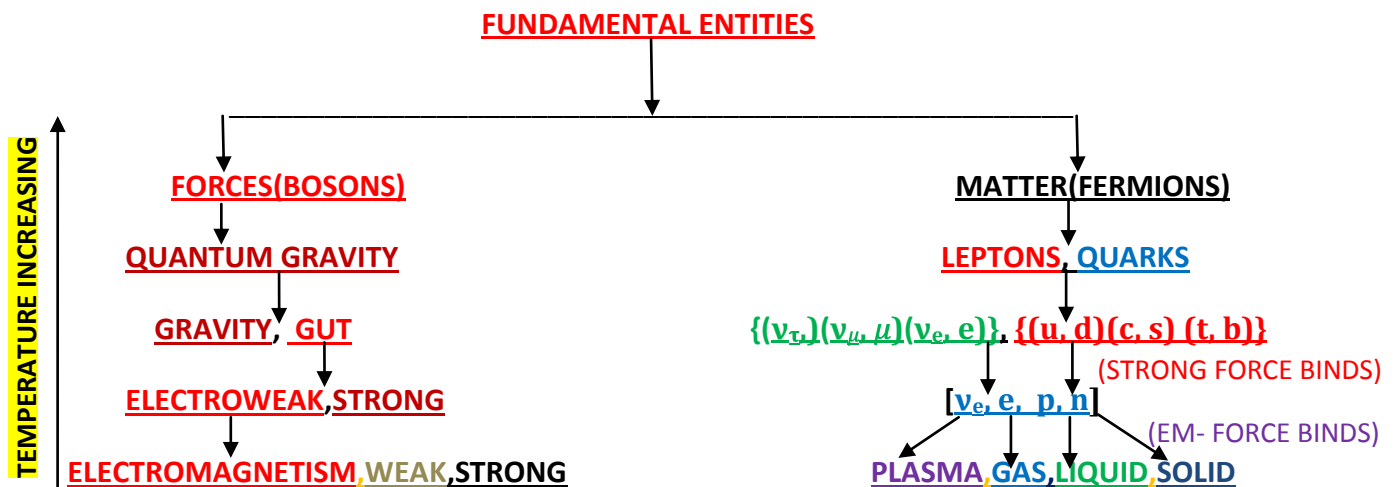 FUNDAMENTAL ENTITIES
TEMPERATURE INCREASING
FORCES(BOSONS)
MATTER(FERMIONS)
QUANTUM GRAVITY
LEPTONS, QUARKS
GRAVITY, GUT
{(ντ,)(νμ, μ)(νe, e)}, {(u, d)(c, s) (t, b)}
(STRONG FORCE BINDS)
ELECTROWEAK,STRONG
[νe, e, p, n]
(EM- FORCE BINDS)
ELECTROMAGNETISM,WEAK,STRONG
PLASMA,GAS,LIQUID,SOLID